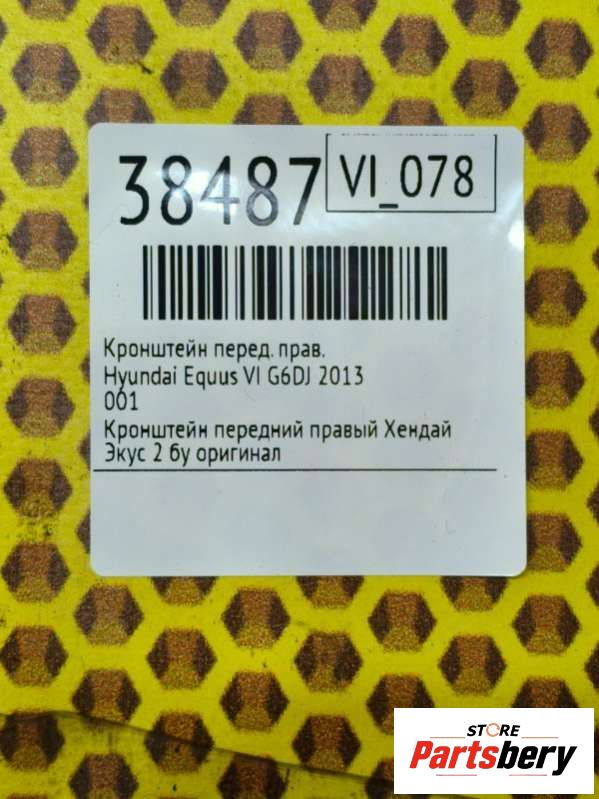 38487
VI_078
Кронштейн перед. прав.
Hyundai Equus VI G6DJ 2013
001
Кронштейн передний правый Хендай
Экус 2 бу оригинал
STORE
Partsbery